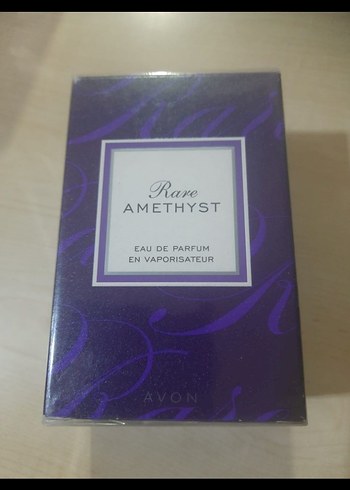 Rare
AMETHYST
EAU DE PARFUM
EN VAPORISATEUR
AVON